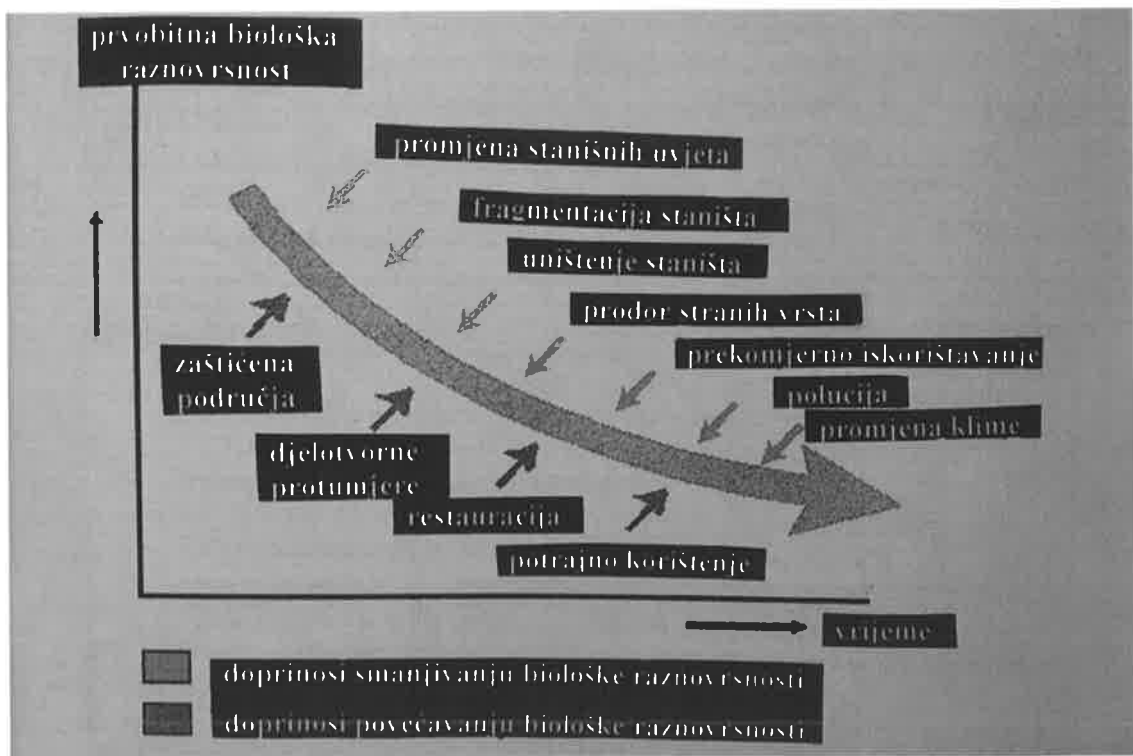 prvobitna biološka
raznovrsnost
promjena stanišnih uvjeta
fragmentacija staništa
uništenje staništa
prodor stranih vrsta
prekomjerno iskorištavanje
polucija
promjena klime
zaštićena
područja
djelotvorne
protumjere
restauracija
potrajno korištenje
vrijeme
doprinosi smanjivanju biološke raznovrsnosti
doprinosi povećavanju biološke raznovrsnosti